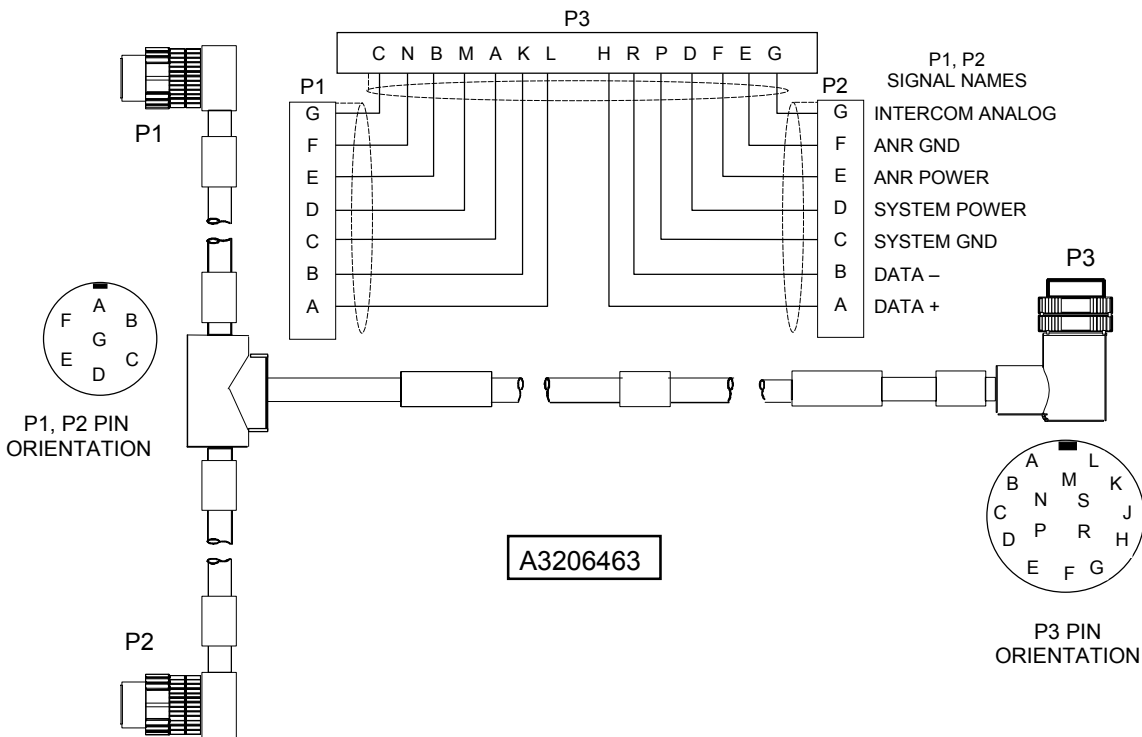 P3
C N B M A K L H R P D F E G
P1
P2
P1, P2
SIGNAL NAMES
G
F
E
D
C
B
A
G INTERCOM ANALOG
F ANR GND
E ANR POWER
D SYSTEM POWER
C SYSTEM GND
B DATA –
A DATA +
P1
P3
A
F B
G
E C
D
P1, P2 PIN
ORIENTATION
A L
B M K
N S
C J
P R
D H
E F G
P3 PIN
ORIENTATION
A3206463
P2